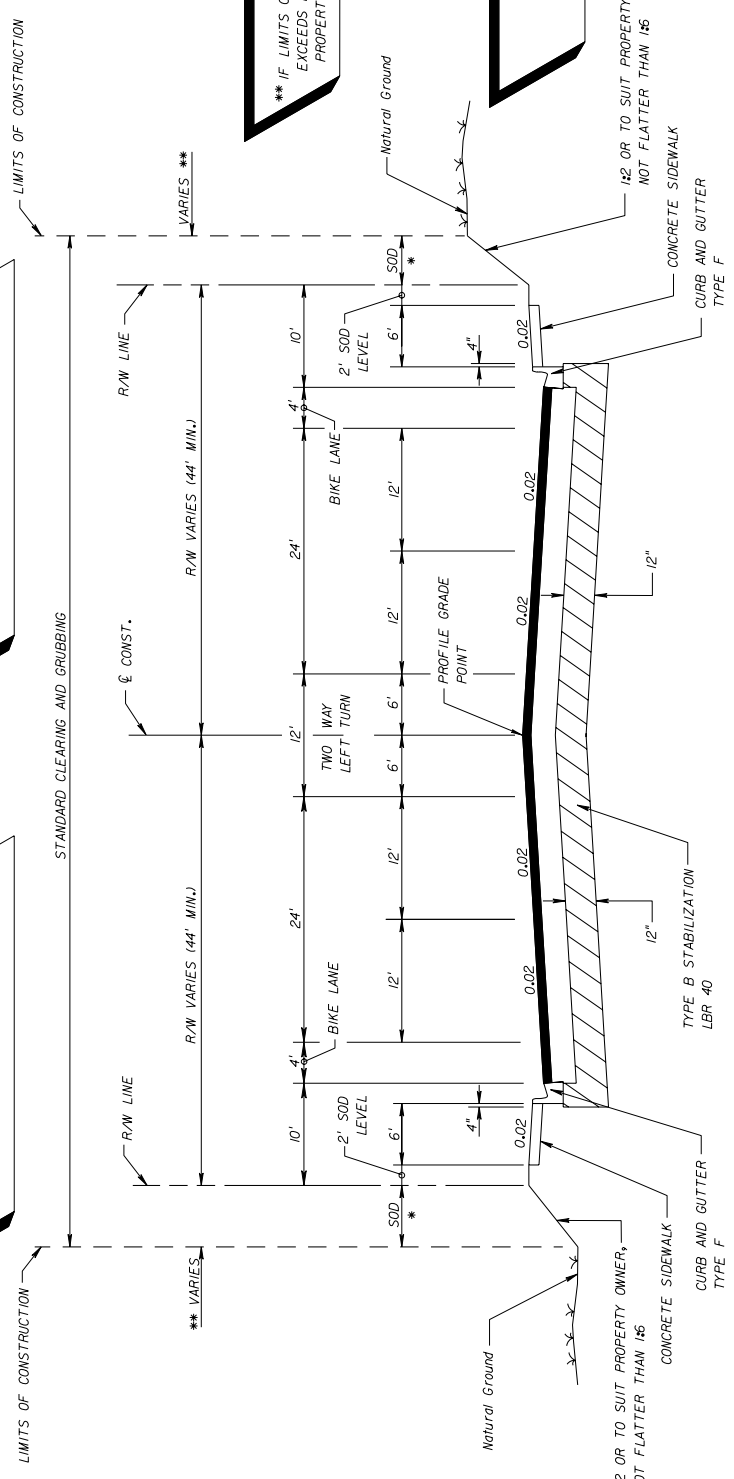 LIMITS OF CONSTRUCTION
LIMITS OF CONSTRUCTION
STANDARD CLEARING AND GRUBBING
R/W LINE
℄ CONST.
R/W LINE
** VARIES
R/W VARIES (44' MIN.)
R/W VARIES (44' MIN.)
VARIES **
10'
4'
24'
12'
24'
4'
10'
BIKE LANE
TWO WAY
LEFT TURN
BIKE LANE
2' SOD
LEVEL
2' SOD
LEVEL
SOD
*
6'
12'
12'
6'
6'
12'
12'
6'
SOD
*
4"
4"
PROFILE GRADE
POINT
Natural Ground
Natural Ground
0.02
0.02
0.02
0.02
0.02
0.02
12"
12"
TYPE B STABILIZATION
LBR 40
2 OR TO SUIT PROPERTY OWNER,
OT FLATTER THAN 1:6
CONCRETE SIDEWALK
CURB AND GUTTER
TYPE F
1:2 OR TO SUIT PROPERTY
NOT FLATTER THAN 1:6
CONCRETE SIDEWALK
CURB AND GUTTER
TYPE F
** IF LIMITS
EXCEEDS
PROPERT